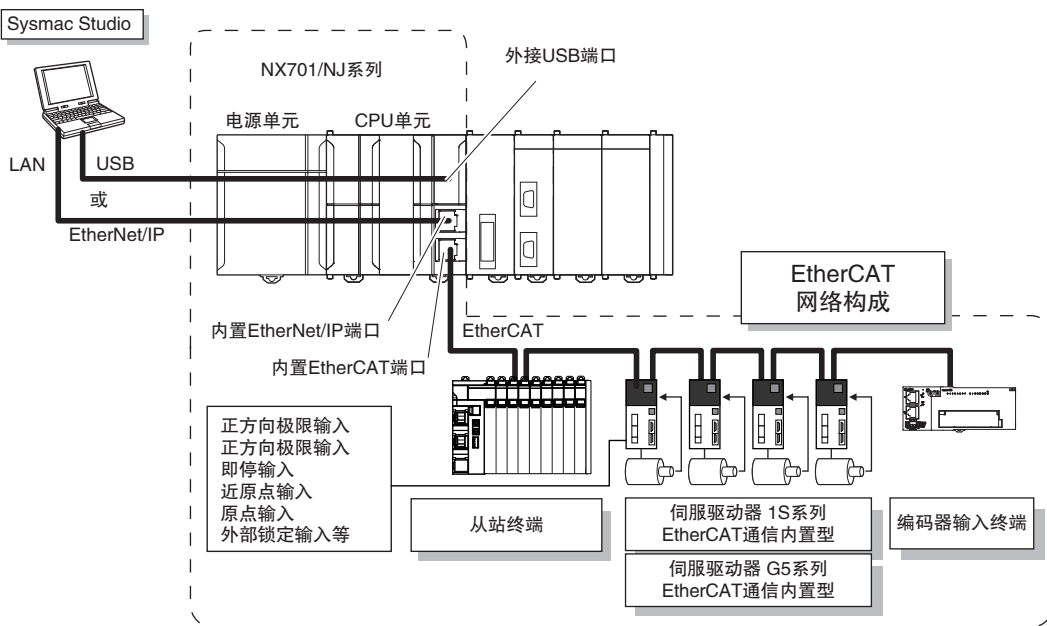 Sysmac Studio
NX701/NJ系列
外接USB端口
电源单元
CPU单元
LAN
USB
或
EtherNet/IP
EtherCAT
网络构成
内置EtherNet/IP端口
EtherCAT
内置EtherCAT端口
正方向极限输入
正方向极限输入
即停输入
近原点输入
原点输入
外部锁定输入等
从站终端
伺服驱动器 1S系列
EtherCAT通信内置型
编码器输入终端
伺服驱动器 G5系列
EtherCAT通信内置型